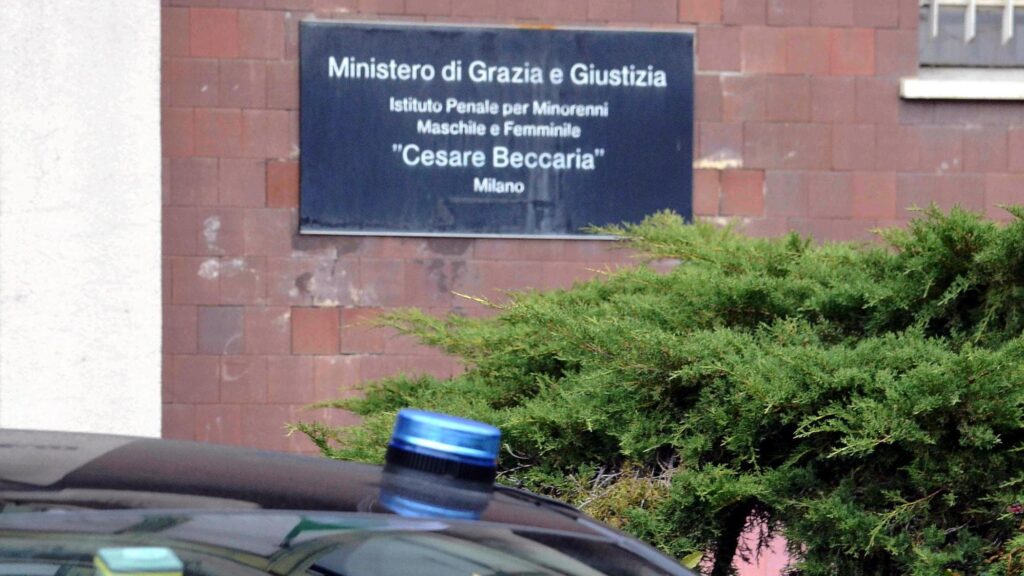 Ministero di Grazia e Giustizia
Istituto Penale per Minorenni
Maschile e Femminile
"Cesare Beccaria"
Milano